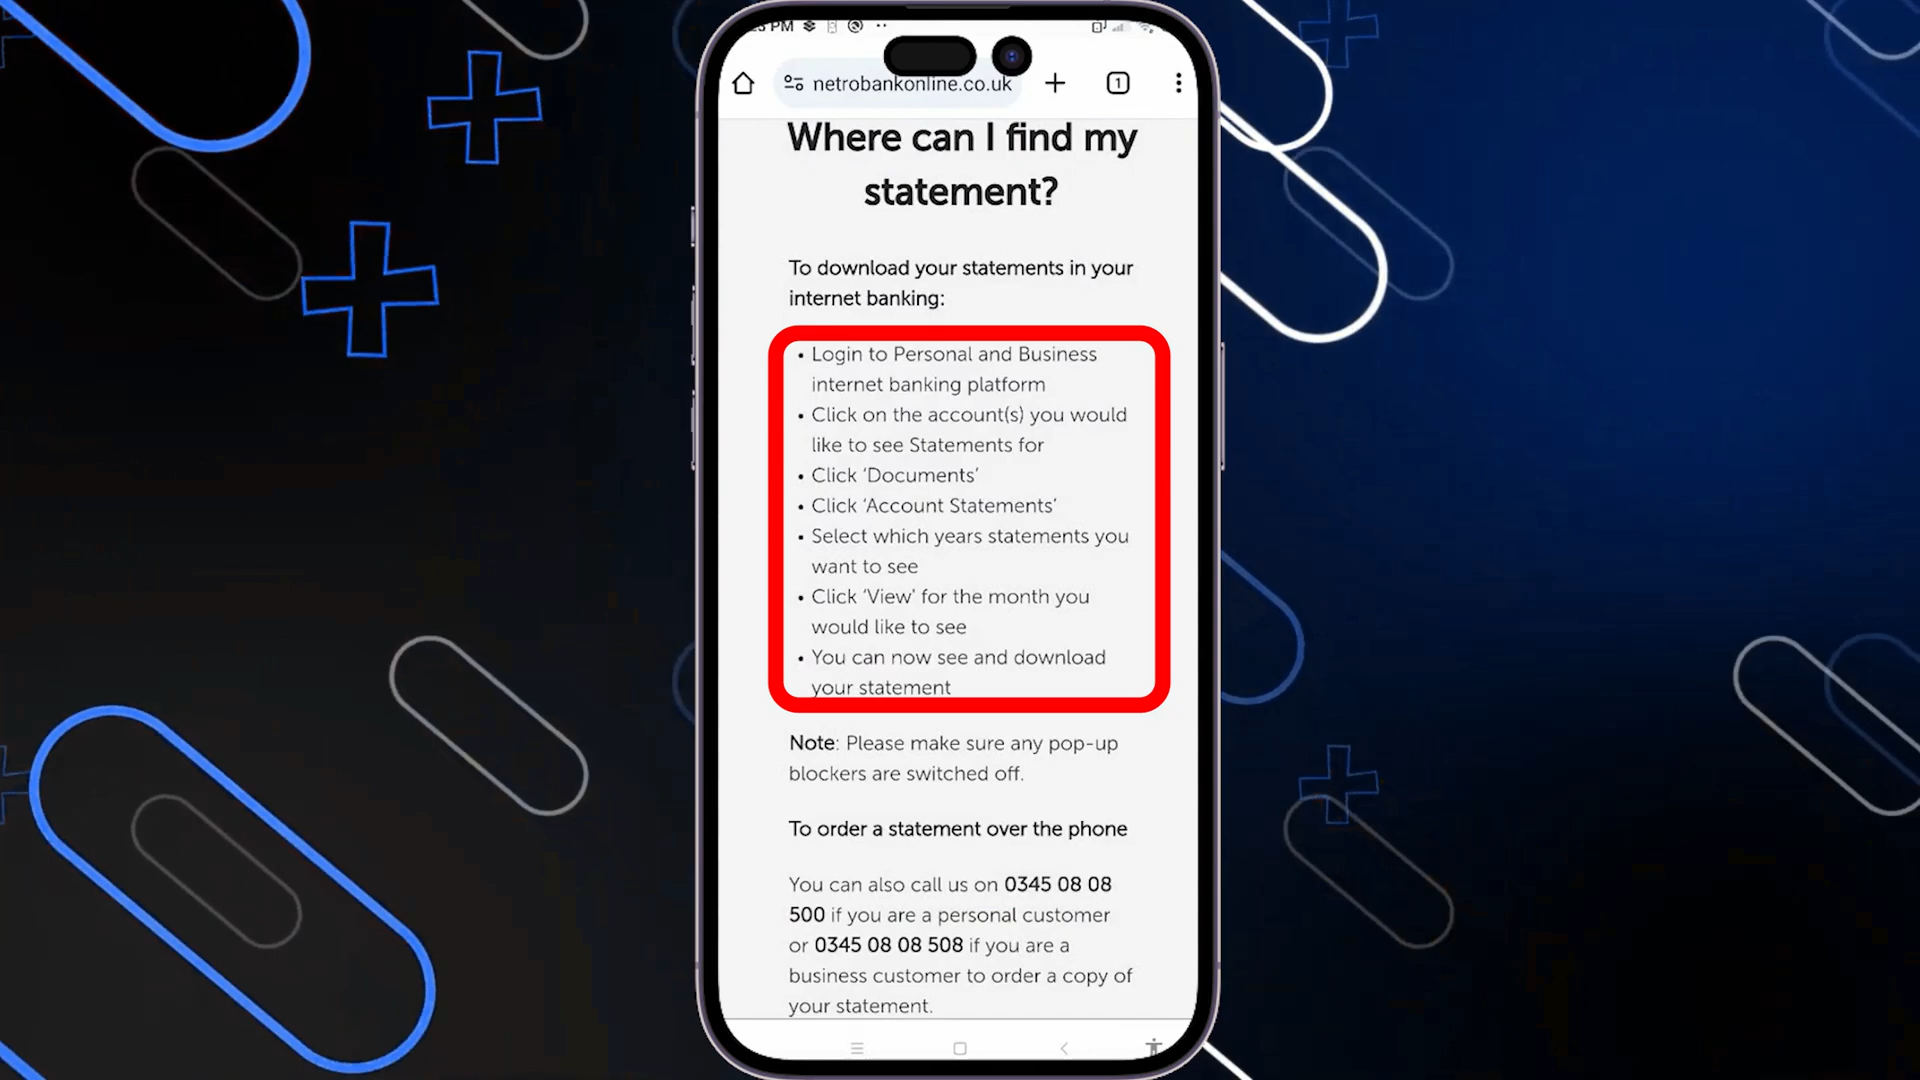 PM
netrobankonline.co.uk
1
Where can I find my
statement?
To download your statements in your
internet banking:
• Login to Personal and Business
internet banking platform
• Click on the account(s) you would
like to see Statements for
• Click ‘Documents’
• Click ‘Account Statements’
• Select which years statements you
want to see
• Click ‘View' for the month you
would like to see
• You can now see and download
your statement
Note: Please make sure any pop-up
blockers are switched off.
To order a statement over the phone
You can also call us on 0345 08 08
500 if you are a personal customer
or 0345 08 08 508 if you are a
business customer to order a copy of
your statement.